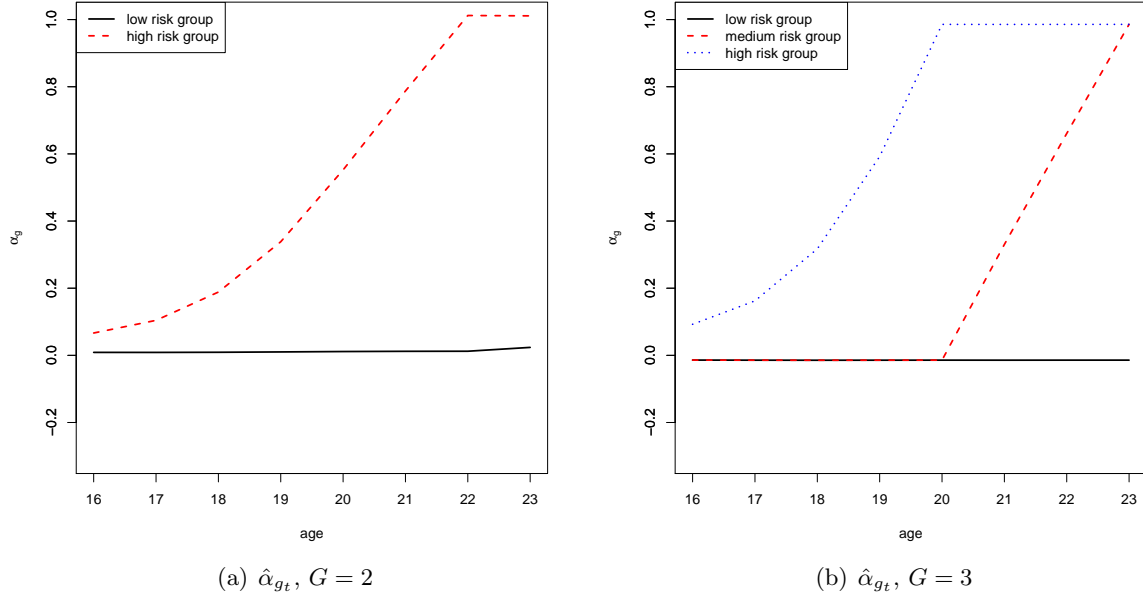 low risk group
high risk group
1.0
0.8
0.6
0.4
0.2
0.0
−0.2
α_g
16 17 18 19 20 21 22 23
age
(a) α̂_{g_t}, G = 2
low risk group
medium risk group
high risk group
1.0
0.8
0.6
0.4
0.2
0.0
−0.2
α_g
16 17 18 19 20 21 22 23
age
(b) α̂_{g_t}, G = 3